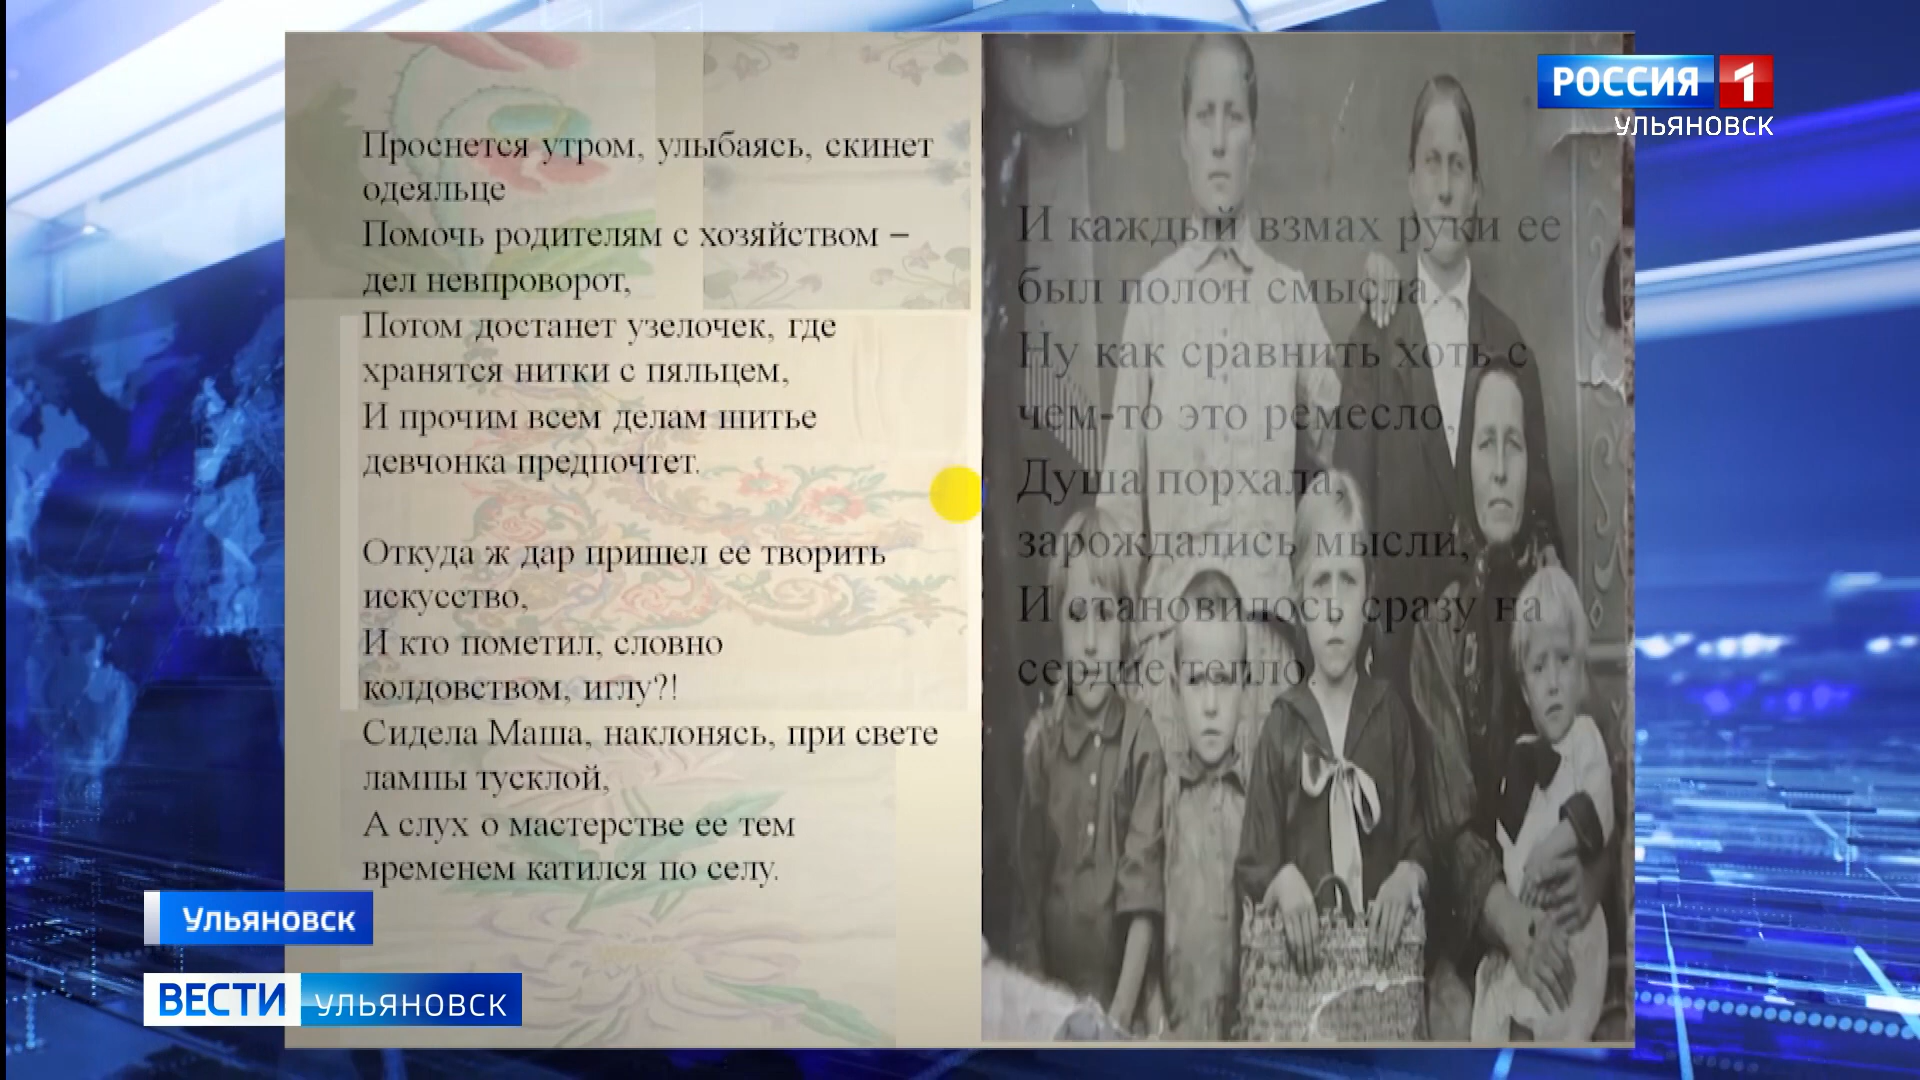 РОССИЯ 1
УЛЬЯНОВСК
Проснется утром, улыбаясь, скинет
одеяльце
Помочь родителям с хозяйством –
дел невпроворот,
Потом достанет узелочек, где
хранятся нитки с пяльцем,
И прочим всем делам шитье
девчонка предпочтет.
Откуда ж дар пришел ее творить
искусство,
И кто пометил, словно
колдовством, иглу?!
Сидела Маша, наклонясь, при свете
лампы тусклой,
А слух о мастерстве ее тем
временем катился по селу.
И каждый взмах руки ее
был полон смысла.
Ну как сравнить хоть с
чем-то это ремесло,
Душа порхала,
зарождались мысли,
И становилось сразу на
сердце тепло.
Ульяновск
ВЕСТИ УЛЬЯНОВСК